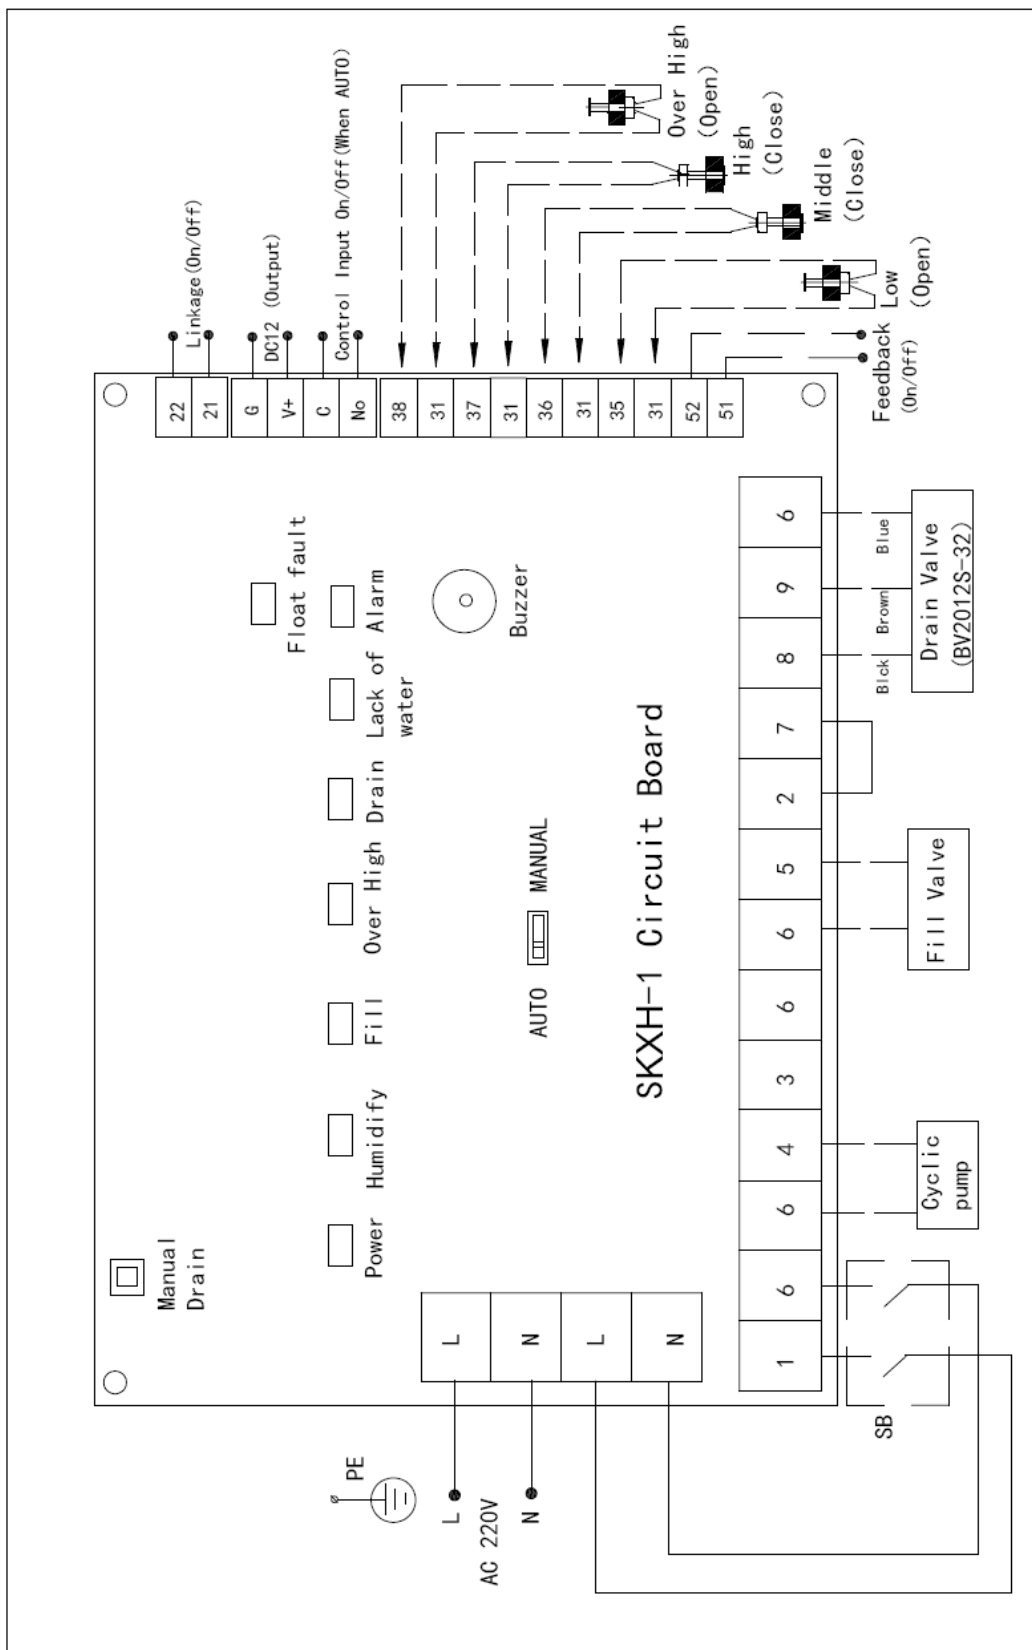 22
21
Linkage(On/Off)
G
V+
DC12 (Output)
C
No
Control Input On/Off(When AUTO)
38
31
37
31
36
31
35
31
52
51
Over High
(Open)
High
(Close)
Middle
(Close)
Low
(Open)
Feedback
(On/Off)
Manual
Drain
Power
Humidify
Fill
Over High
Drain
Lack of
water
Alarm
Float fault
Buzzer
AUTO
MANUAL
SKXH-1 Circuit Board
PE
L
AC 220V
N
L
N
L
N
1
6
6
4
3
6
6
5
2
7
8
9
6
SB
Cyclic
pump
Fill Valve
Blck
Brown
Blue
Drain Valve
(BV2012S-32)